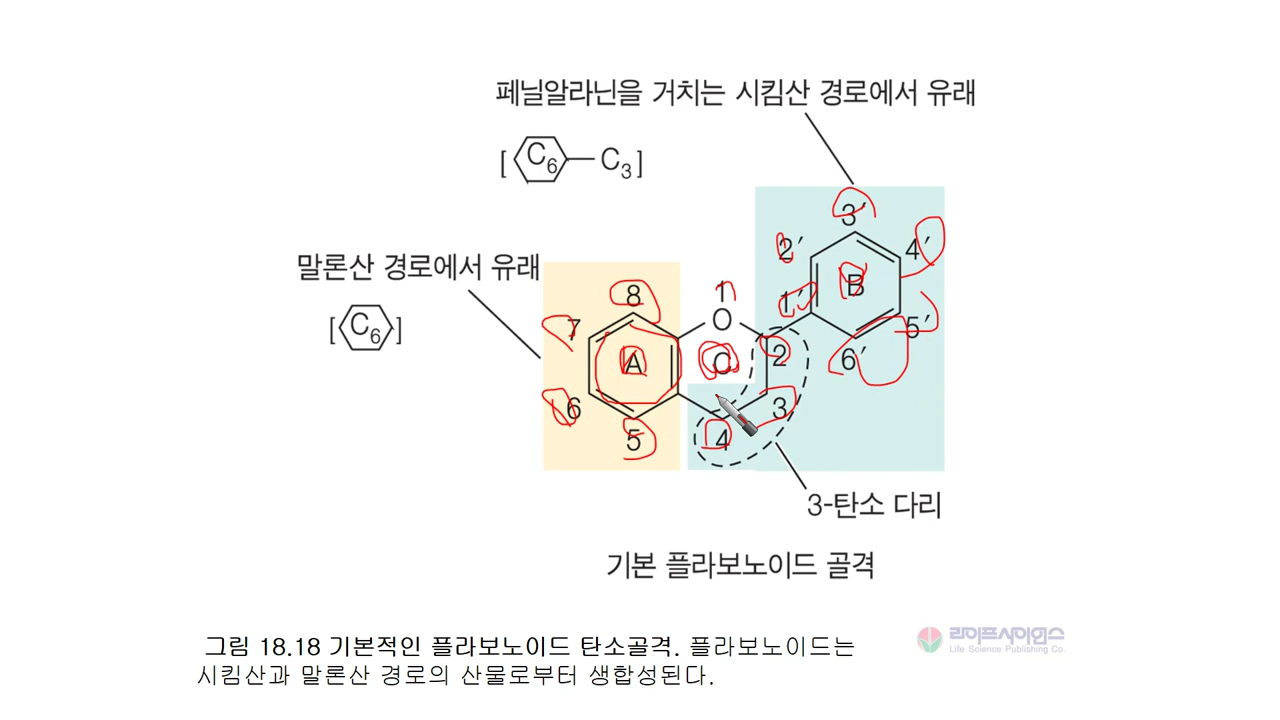 페닐알라닌을 거치는 시킴산 경로에서 유래
[C6—C3]
말론산 경로에서 유래
[C6]
3′
2′ 4′
8 1 1′ B
7 O 5′
A C 2 6′
6 3
5 4
3-탄소 다리
기본 플라보노이드 골격
그림 18.18 기본적인 플라보노이드 탄소골격. 플라보노이드는
시킴산과 말론산 경로의 산물로부터 생합성된다.
라이프사이언스
Life Science Publishing Co.